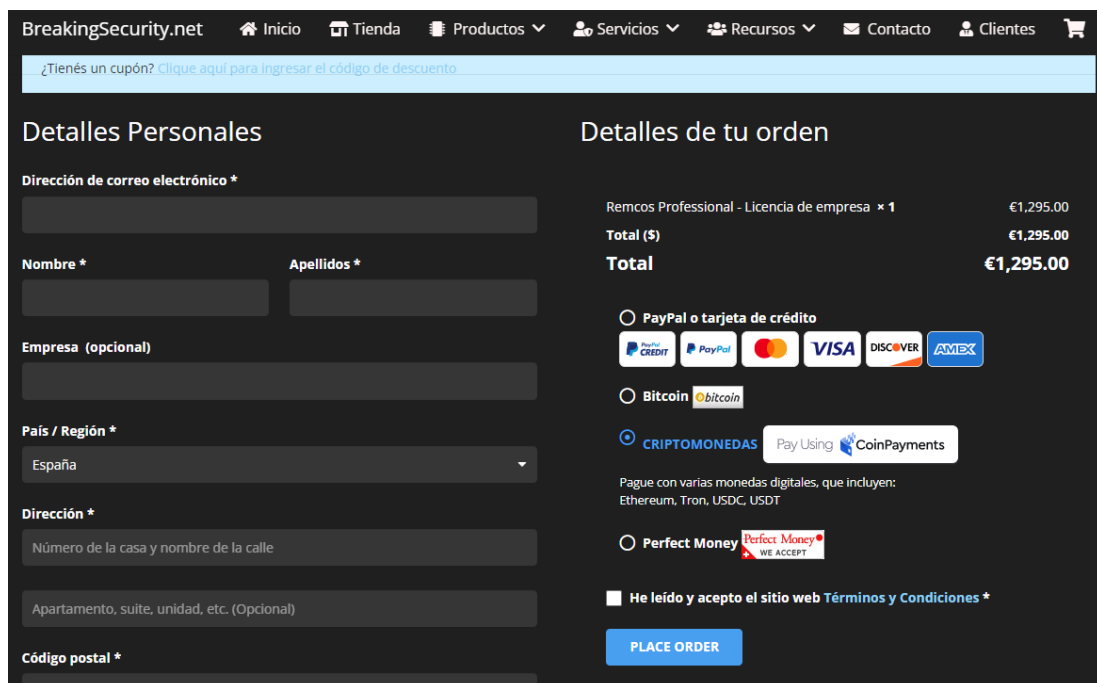 BreakingSecurity.net Inicio Tienda Productos Servicios Recursos Contacto Clientes
¿Tienés un cupón? Clique aquí para ingresar el código de descuento
Detalles Personales
Dirección de correo electrónico *
Nombre * Apellidos *
Empresa (opcional)
País / Región *
España
Dirección *
Número de la casa y nombre de la calle
Apartamento, suite, unidad, etc. (Opcional)
Código postal *
Detalles de tu orden
Remcos Professional - Licencia de empresa × 1 €1,295.00
Total ($) €1,295.00
Total €1,295.00
PayPal o tarjeta de crédito
PayPal CREDIT PayPal VISA DISCOVER AMEX
Bitcoin bitcoin
CRIPTOMONEDAS Pay Using CoinPayments
Pague con varias monedas digitales, que incluyen:
Ethereum, Tron, USDC, USDT
Perfect Money Perfect Money
WE ACCEPT
He leído y acepto el sitio web Términos y Condiciones *
PLACE ORDER